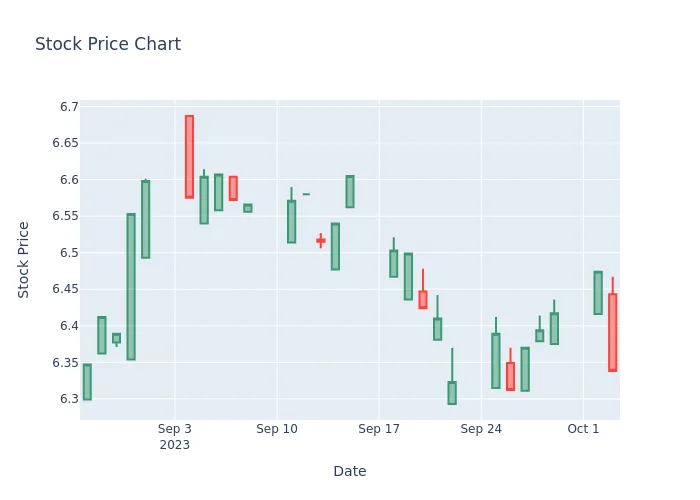 Stock Price Chart
6.7
6.65
6.6
6.55
6.5
6.45
6.4
6.35
6.3
Stock Price
Sep 3
2023
Sep 10
Sep 17
Sep 24
Oct 1
Date